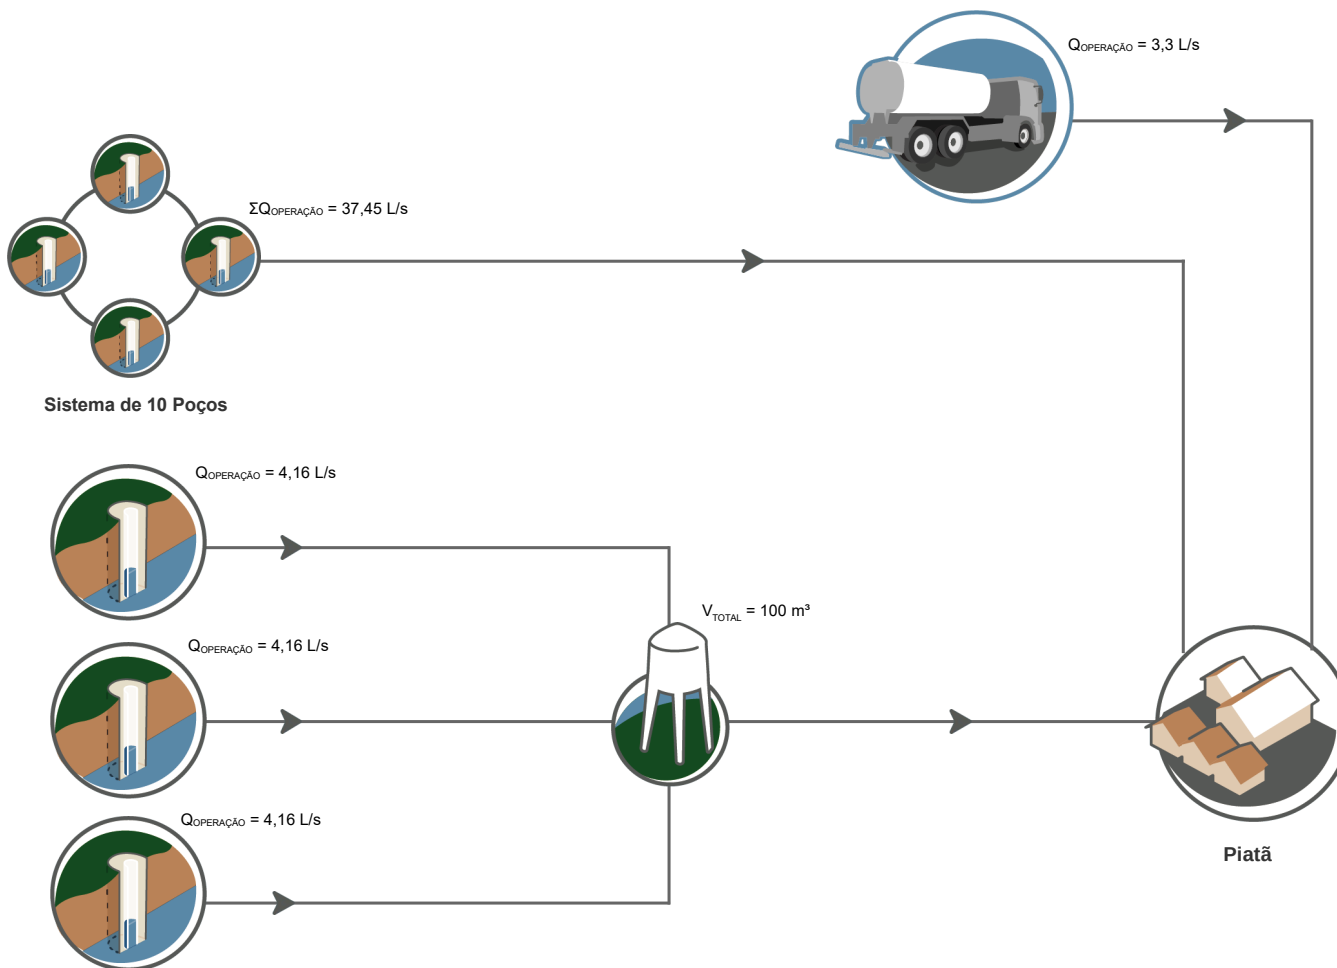 QOPERAÇÃO = 3,3 L/s
ΣQOPERAÇÃO = 37,45 L/s
Sistema de 10 Poços
QOPERAÇÃO = 4,16 L/s
VTOTAL = 100 m³
QOPERAÇÃO = 4,16 L/s
QOPERAÇÃO = 4,16 L/s
Piatã